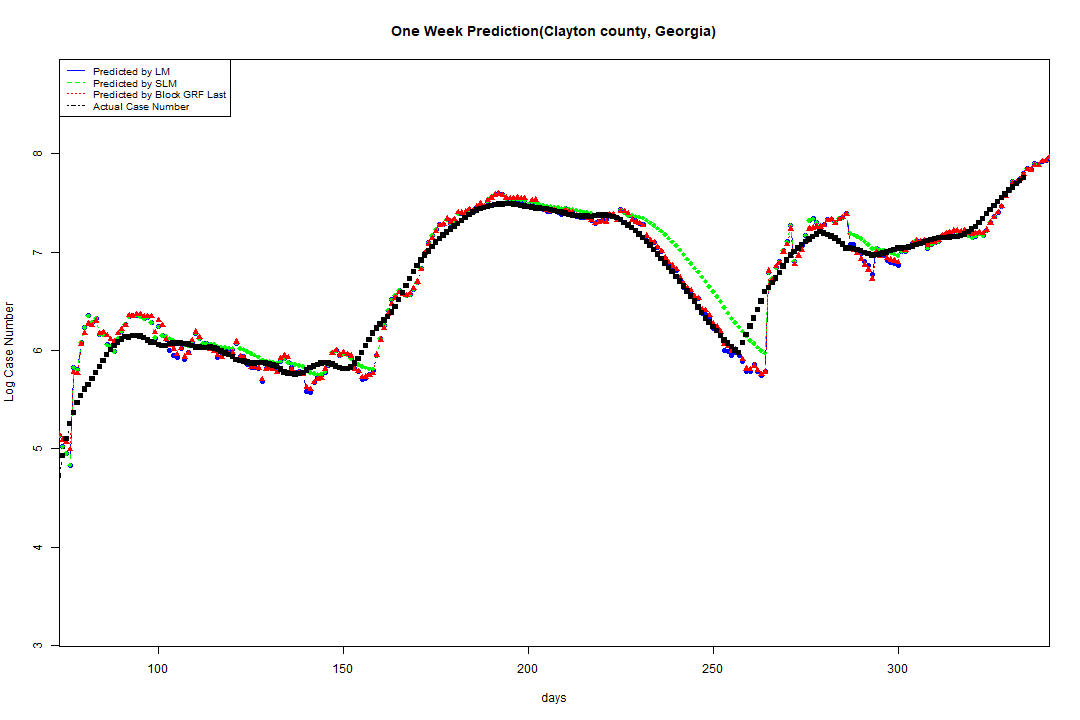 One Week Prediction(Clayton county, Georgia)
Predicted by LM
Predicted by SLM
Predicted by Block GRF Last
Actual Case Number
Log Case Number
8
7
6
5
4
3
100 150 200 250 300
days